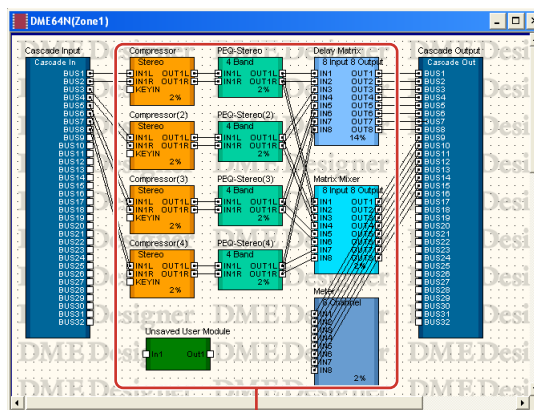 DME64N(Zone1)
Cascade Input
Cascade In
BUS1
BUS2
BUS3
BUS4
BUS5
BUS6
BUS7
BUS8
BUS9
BUS10
BUS11
BUS12
BUS13
BUS14
BUS15
BUS16
BUS17
BUS18
BUS19
BUS20
BUS21
BUS22
BUS23
BUS24
BUS25
BUS26
BUS27
BUS28
BUS29
BUS30
BUS31
BUS32
Compressor
Stereo
IN1L OUT1L
IN1R OUT1R
KEYIN
2%
Compressor(2)
Stereo
IN1L OUT1L
IN1R OUT1R
KEYIN
2%
Compressor(3)
Stereo
IN1L OUT1L
IN1R OUT1R
KEYIN
2%
Compressor(4)
Stereo
IN1L OUT1L
IN1R OUT1R
KEYIN
2%
Unsaved User Module
In1 Out1
PEQ-Stereo
4 Band
IN1L OUT1L
IN1R OUT1R
2%
PEQ-Stereo(2)
4 Band
IN1L OUT1L
IN1R OUT1R
2%
PEQ-Stereo(3)
4 Band
IN1L OUT1L
IN1R OUT1R
2%
PEQ-Stereo(4)
4 Band
IN1L OUT1L
IN1R OUT1R
2%
Delay Matrix
8 Input 8 Output
IN1 OUT1
IN2 OUT2
IN3 OUT3
IN4 OUT4
IN5 OUT5
IN6 OUT6
IN7 OUT7
IN8 OUT8
14%
Matrix Mixer
8 Input 8 Output
IN1 OUT1
IN2 OUT2
IN3 OUT3
IN4 OUT4
IN5 OUT5
IN6 OUT6
IN7 OUT7
IN8 OUT8
2%
Meter
8 Channel
IN1
IN2
IN3
IN4
IN5
IN6
IN7
IN8
2%
Cascade Output
Cascade Out
BUS1
BUS2
BUS3
BUS4
BUS5
BUS6
BUS7
BUS8
BUS9
BUS10
BUS11
BUS12
BUS13
BUS14
BUS15
BUS16
BUS17
BUS18
BUS19
BUS20
BUS21
BUS22
BUS23
BUS24
BUS25
BUS26
BUS27
BUS28
BUS29
BUS30
BUS31
BUS32